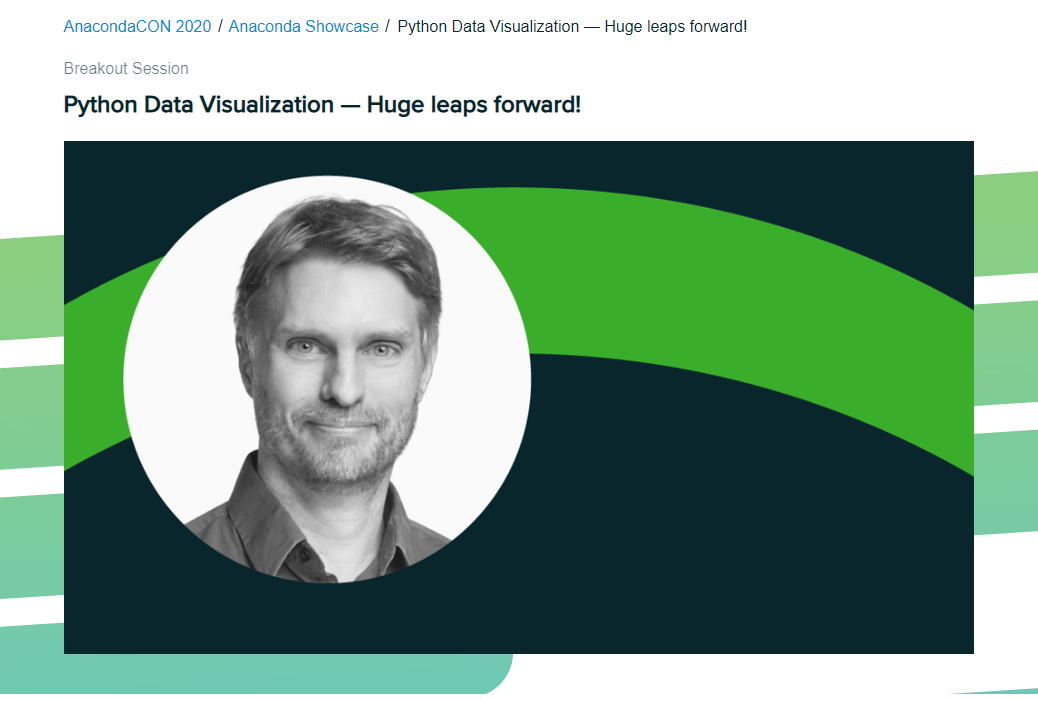 AnacondaCON 2020 / Anaconda Showcase / Python Data Visualization — Huge leaps forward!
Breakout Session
Python Data Visualization — Huge leaps forward!